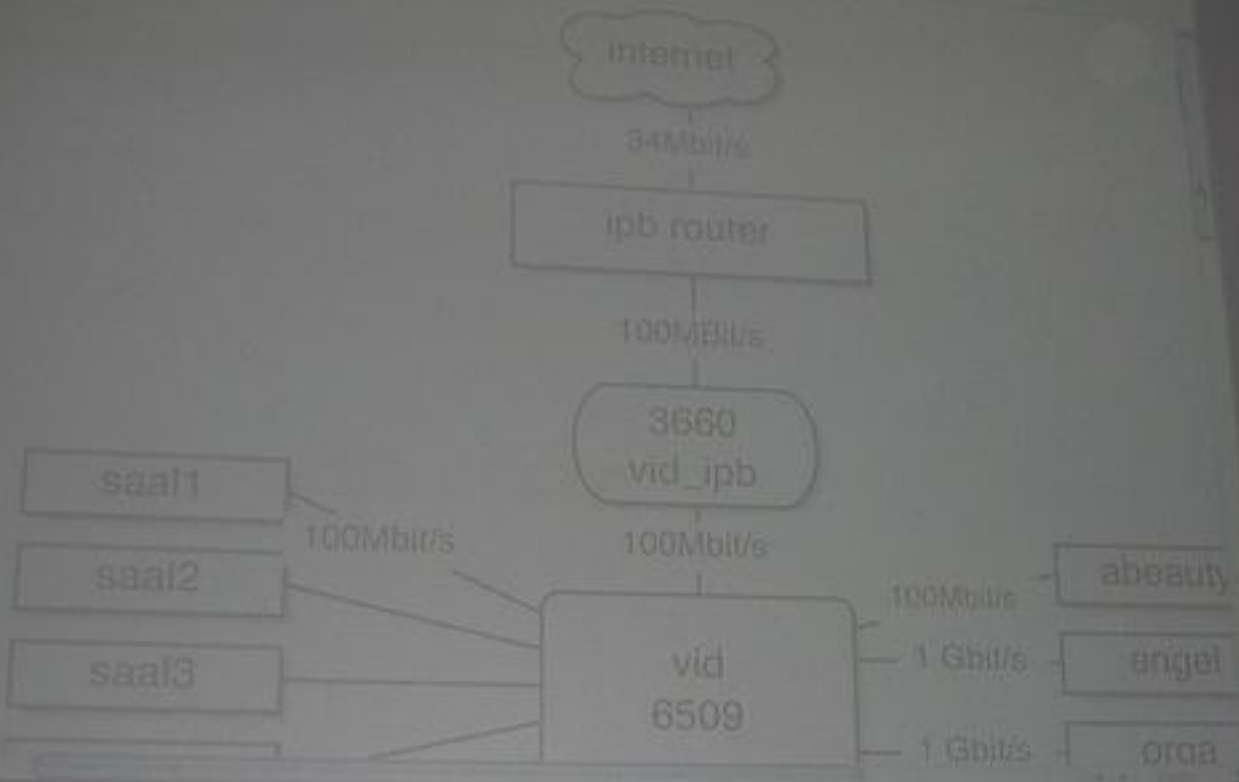 internet
34Mbit/s
ipb router
100MBit/s
3660
vid_ipb
saal1
100Mbit/s
100Mbit/s
saal2
abeauty
100Mbit/s
saal3
vid
6509
1 Gbit/s
engel
1 Gbit/s
orga